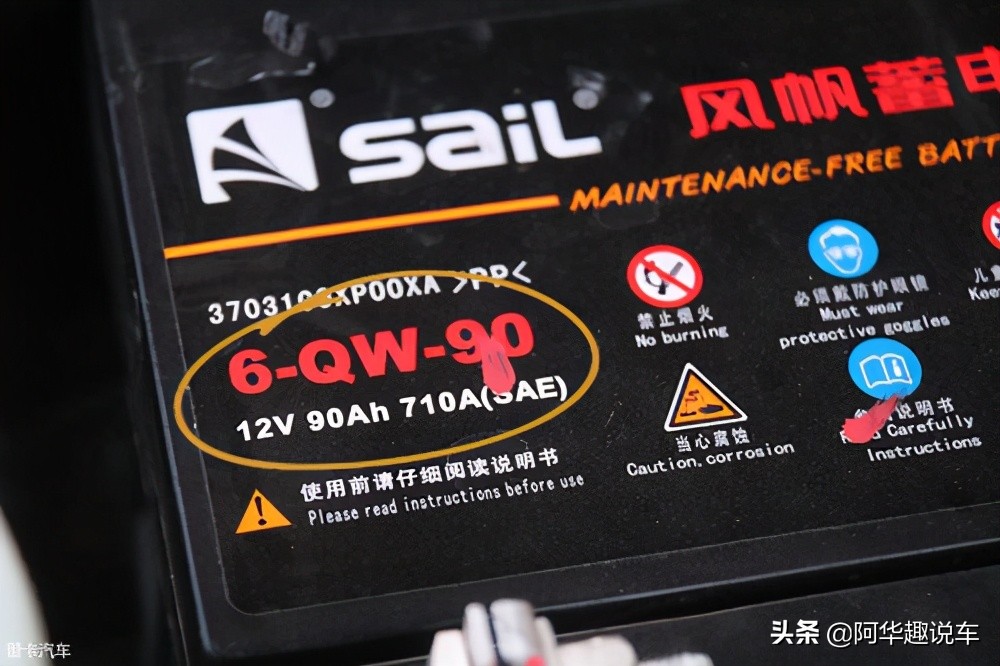 sail
风帆蓄电
MAINTENANCE-FREE BATT
>PP<
6-QW-90
12V 90Ah 710A(SAE)
使用前请仔细阅读说明书
Please read instructions before use
禁止烟火
No burning
必须戴防护眼镜
Must wear
protective goggles
当心腐蚀
Caution.corrosion
说明书
Carefully
Instructions
头条 @阿华趣说车